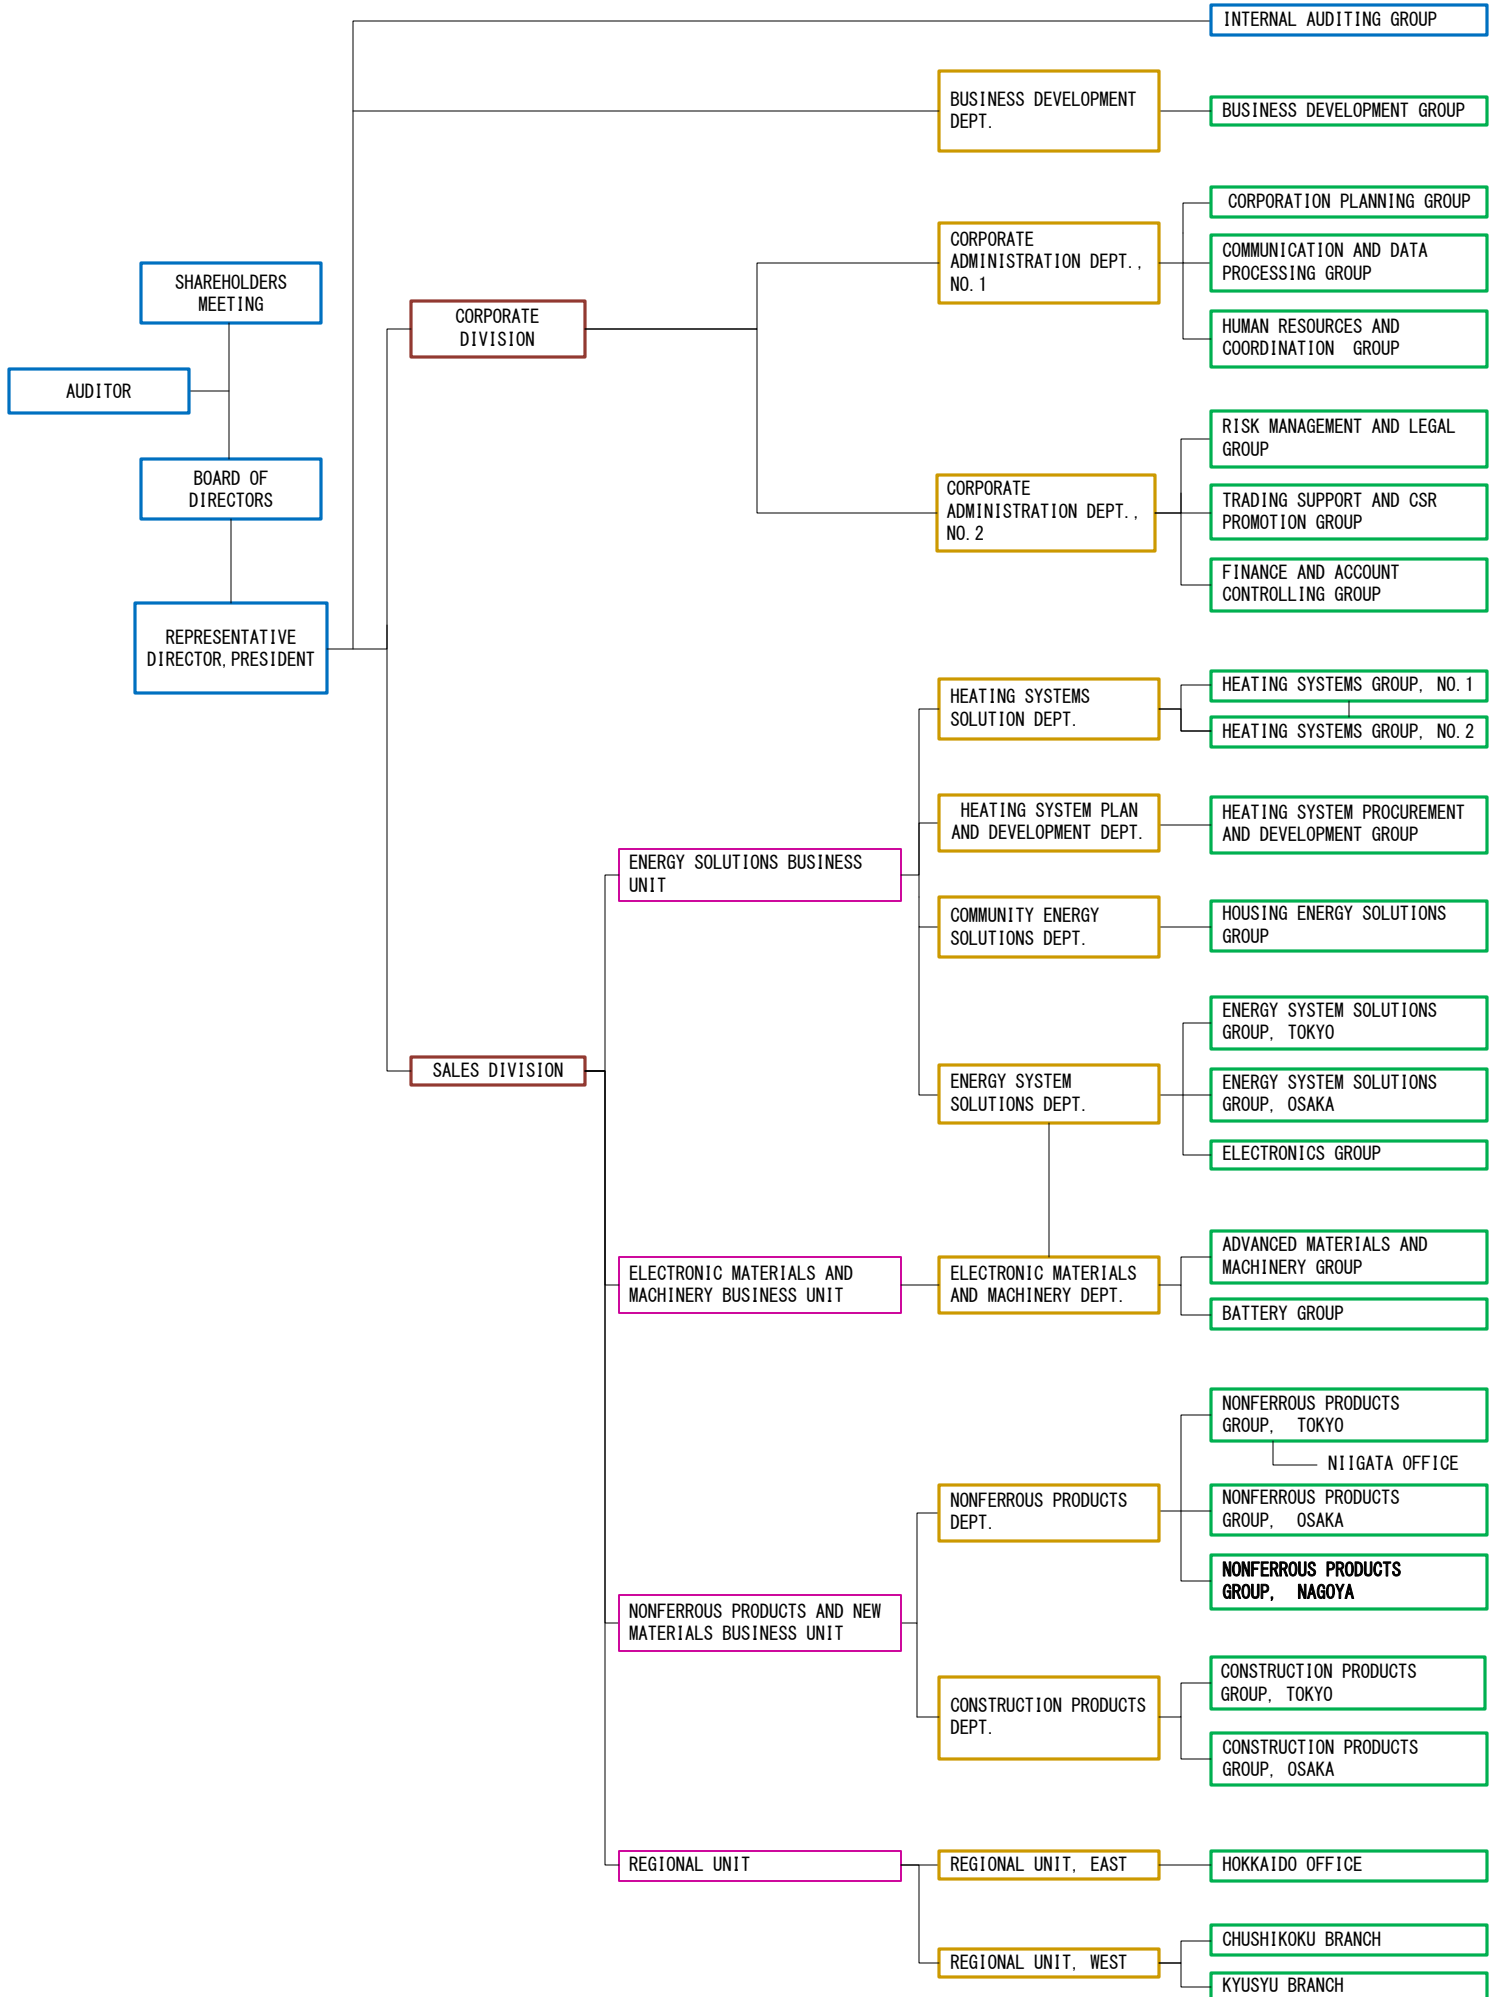 INTERNAL AUDITING GROUP
BUSINESS DEVELOPMENT
DEPT.
BUSINESS DEVELOPMENT GROUP
CORPORATION PLANNING GROUP
CORPORATE
ADMINISTRATION DEPT.,
NO.1
COMMUNICATION AND DATA
PROCESSING GROUP
HUMAN RESOURCES AND
COORDINATION GROUP
SHAREHOLDERS
MEETING
CORPORATE
DIVISION
AUDITOR
RISK MANAGEMENT AND LEGAL
GROUP
BOARD OF
DIRECTORS
CORPORATE
ADMINISTRATION DEPT.,
NO.2
TRADING SUPPORT AND CSR
PROMOTION GROUP
FINANCE AND ACCOUNT
CONTROLLING GROUP
REPRESENTATIVE
DIRECTOR,PRESIDENT
HEATING SYSTEMS
SOLUTION DEPT.
HEATING SYSTEMS GROUP, NO.1
HEATING SYSTEMS GROUP, NO.2
HEATING SYSTEM PLAN
AND DEVELOPMENT DEPT.
HEATING SYSTEM PROCUREMENT
AND DEVELOPMENT GROUP
ENERGY SOLUTIONS BUSINESS
UNIT
COMMUNITY ENERGY
SOLUTIONS DEPT.
HOUSING ENERGY SOLUTIONS
GROUP
ENERGY SYSTEM SOLUTIONS
GROUP, TOKYO
SALES DIVISION
ENERGY SYSTEM
SOLUTIONS DEPT.
ENERGY SYSTEM SOLUTIONS
GROUP, OSAKA
ELECTRONICS GROUP
ELECTRONIC MATERIALS AND
MACHINERY BUSINESS UNIT
ELECTRONIC MATERIALS
AND MACHINERY DEPT.
ADVANCED MATERIALS AND
MACHINERY GROUP
BATTERY GROUP
NONFERROUS PRODUCTS
GROUP, TOKYO
NIIGATA OFFICE
NONFERROUS PRODUCTS
DEPT.
NONFERROUS PRODUCTS
GROUP, OSAKA
NONFERROUS PRODUCTS
GROUP, NAGOYA
NONFERROUS PRODUCTS AND NEW
MATERIALS BUSINESS UNIT
CONSTRUCTION PRODUCTS
DEPT.
CONSTRUCTION PRODUCTS
GROUP, TOKYO
CONSTRUCTION PRODUCTS
GROUP, OSAKA
REGIONAL UNIT
REGIONAL UNIT, EAST
HOKKAIDO OFFICE
REGIONAL UNIT, WEST
CHUSHIKOKU BRANCH
KYUSYU BRANCH